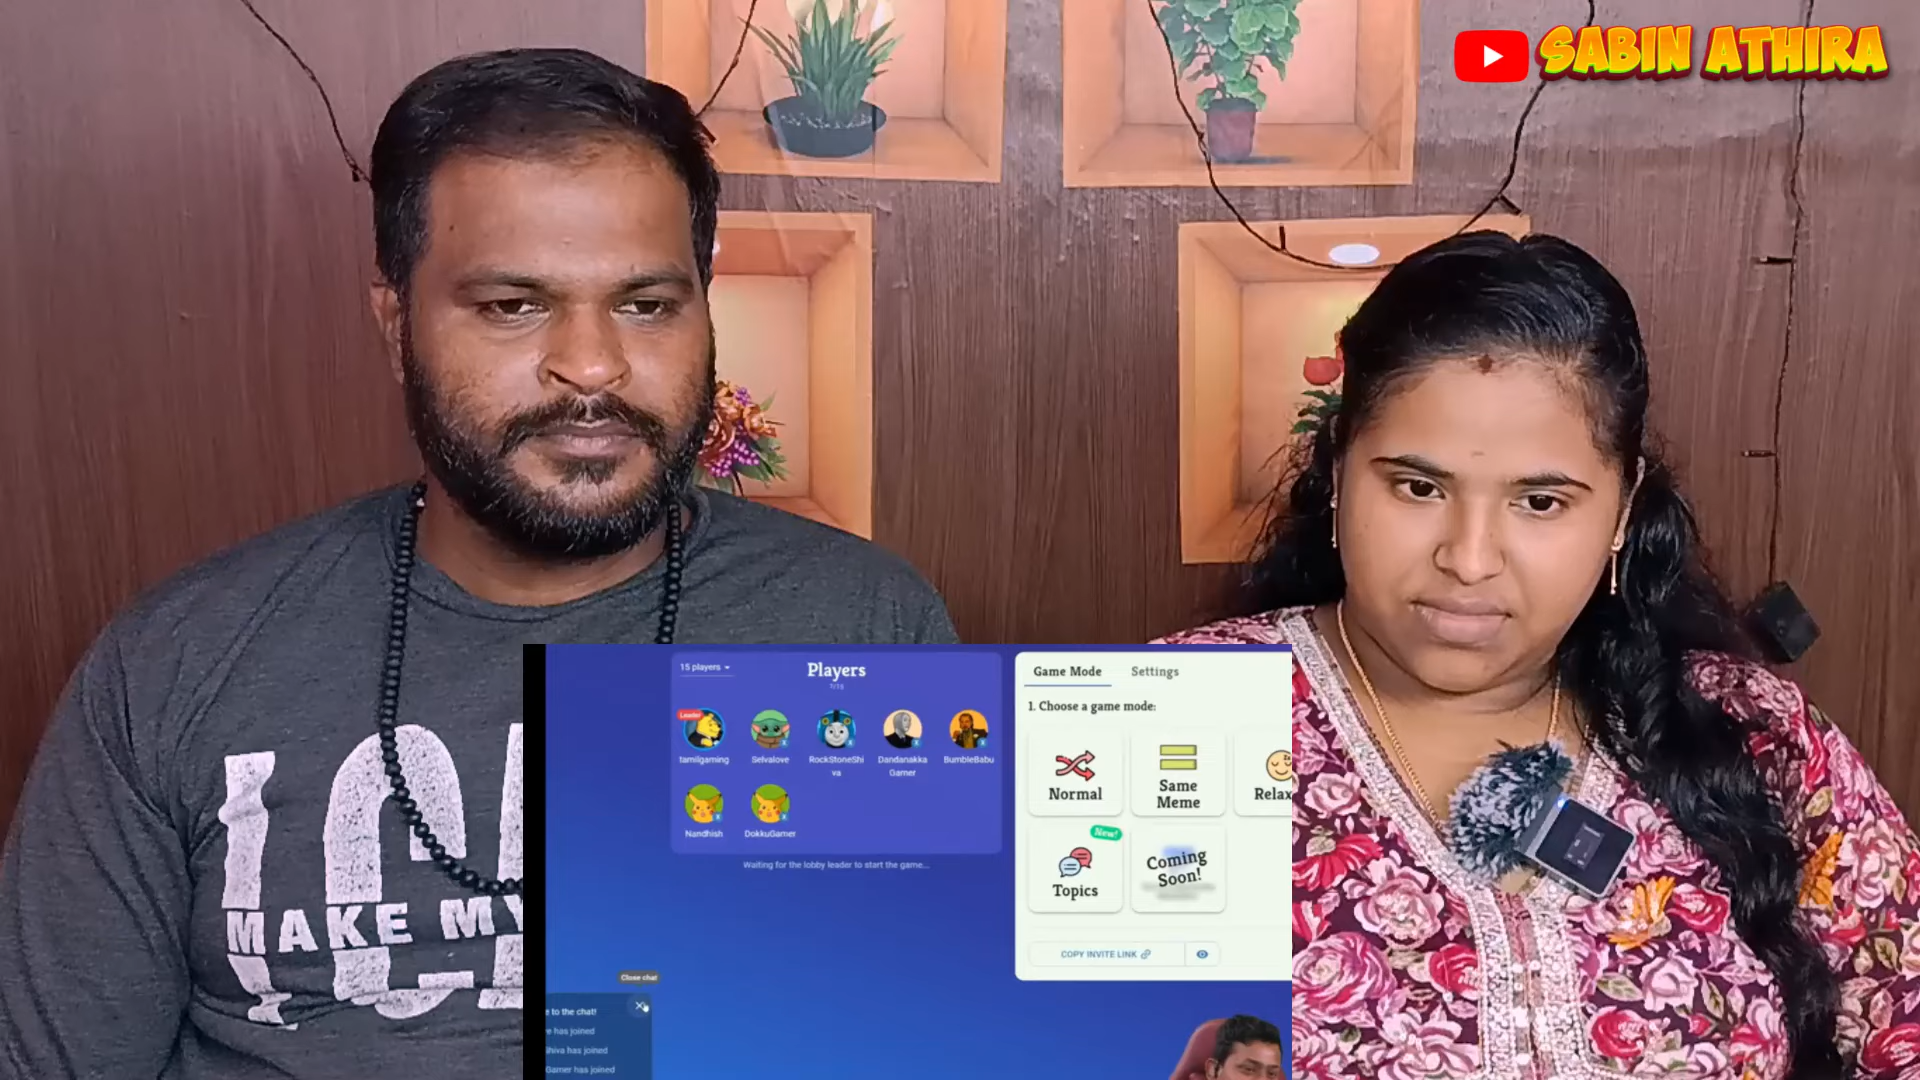 SABIN ATHIRA
MAKE MY
15 players
Players
Leader
tamilgaming
Selvalove
RockStoneShi
va
Dandanakka
Gamer
BumbleBabu
Nandhish
DokkuGamer
Waiting for the lobby leader to start the game...
Game Mode
Settings
1. Choose a game mode:
Normal
Same
Meme
Relax
New!
Topics
Coming
Soon!
COPY INVITE LINK
Close chat
e to the chat!
e has joined
Shiva has joined
Gamer has joined